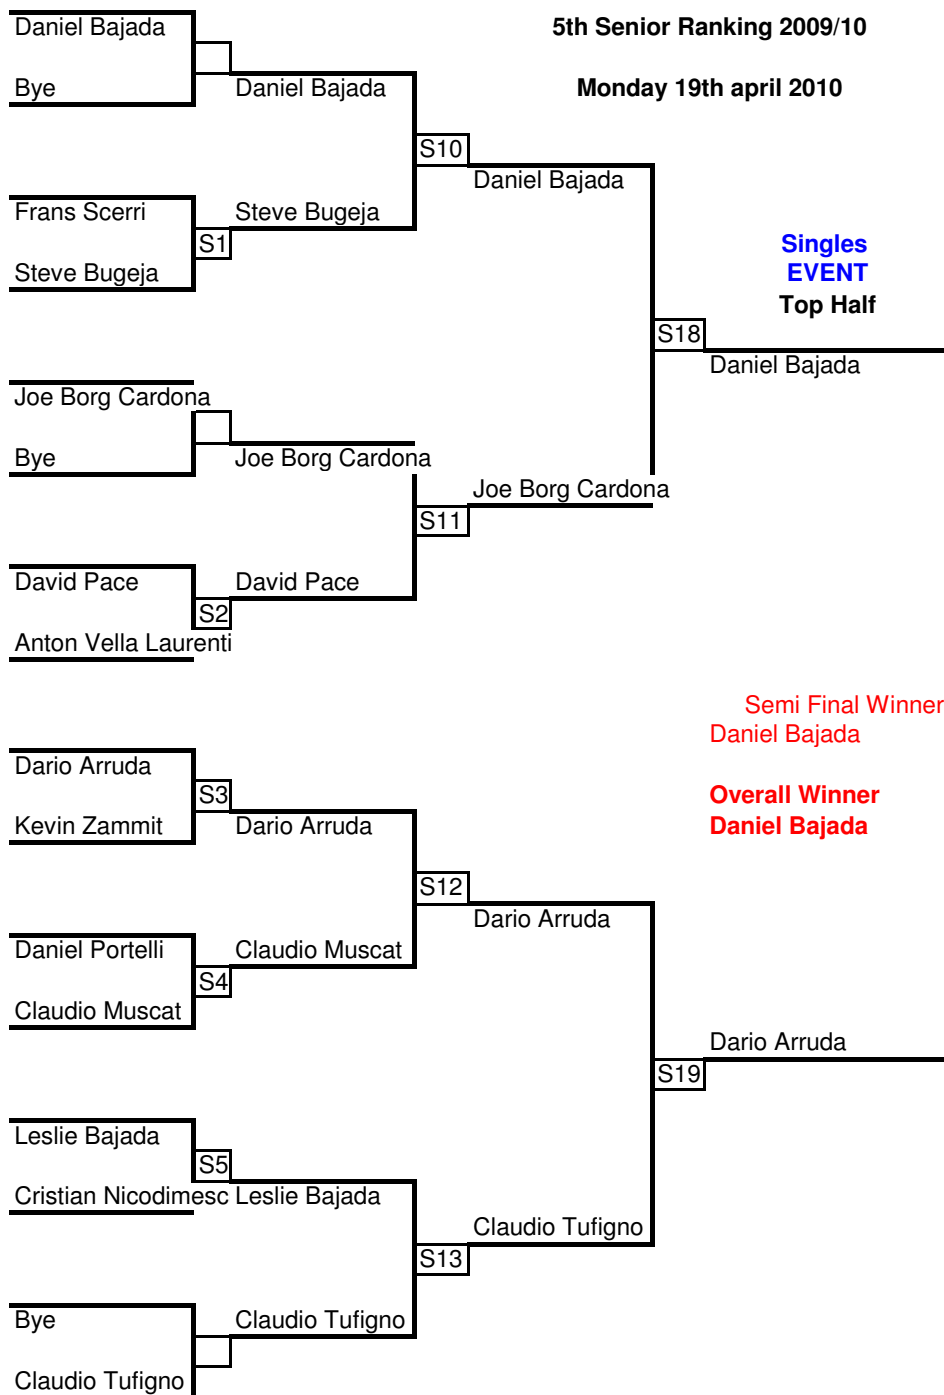 Daniel Bajada
5th Senior Ranking 2009/10
Bye
Daniel Bajada
Monday 19th april 2010
S10
Daniel Bajada
Frans Scerri
Steve Bugeja
S1
Singles
Steve Bugeja
EVENT
Top Half
S18
Daniel Bajada
Joe Borg Cardona
Bye
Joe Borg Cardona
Joe Borg Cardona
S11
David Pace
David Pace
S2
Anton Vella Laurenti
Semi Final Winner
Daniel Bajada
Dario Arruda
S3
Overall Winner
Kevin Zammit
Dario Arruda
Daniel Bajada
S12
Dario Arruda
Daniel Portelli
Claudio Muscat
S4
Claudio Muscat
Dario Arruda
S19
Leslie Bajada
S5
Cristian Nicodimesc
Leslie Bajada
Claudio Tufigno
S13
Bye
Claudio Tufigno
Claudio Tufigno